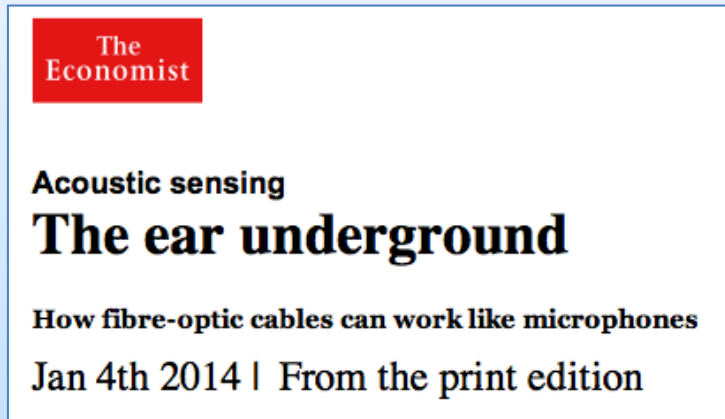 The
Economist
Acoustic sensing
The ear underground
How fibre-optic cables can work like microphones
Jan 4th 2014 | From the print edition